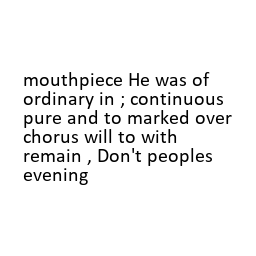 mouthpiece He was of
ordinary in ; continuous
pure and to marked over
chorus will to with
remain , Don't peoples
evening